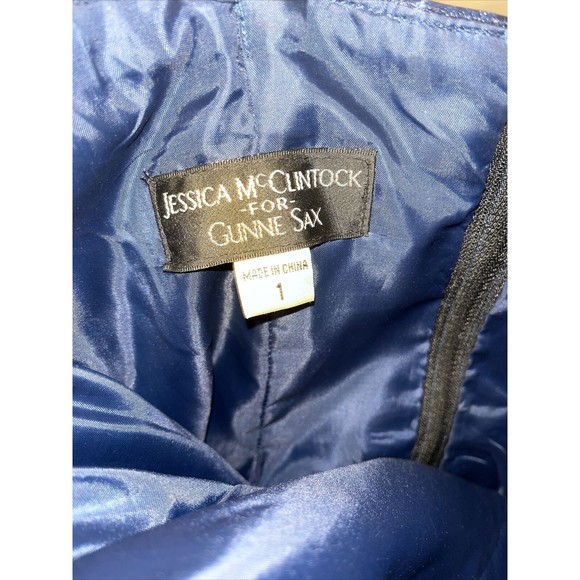 JESSICA McCLINTOCK
-FOR-
GUNNE SAX
MADE IN CHINA
1